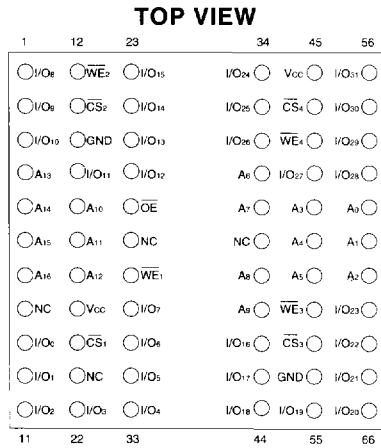 TOP VIEW
1 12 23 34 45 56
I/O8 WE2 I/O15 I/O24 Vcc I/O31
I/O9 CS2 I/O14 I/O25 CS4 I/O30
I/O10 GND I/O13 I/O26 WE4 I/O29
A13 I/O11 I/O12 A6 I/O27 I/O28
A14 A10 OE A7 A3 A0
A15 A11 NC NC A4 A1
A16 A12 WE1 A8 A5 A2
NC Vcc I/O7 A9 WE3 I/O23
I/O0 CS1 I/O6 I/O16 CS3 I/O22
I/O1 NC I/O5 I/O17 GND I/O21
I/O2 I/O3 I/O4 I/O18 I/O19 I/O20
11 22 33 44 55 66